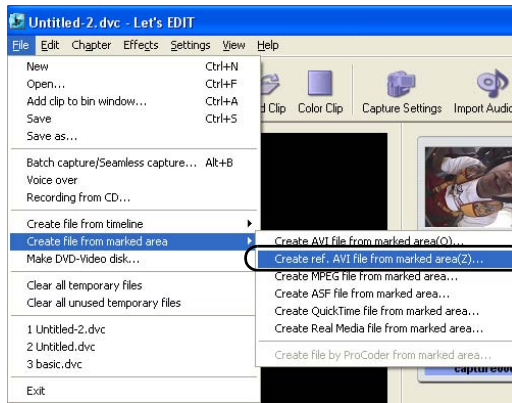 Untitled-2.dvc - Let's EDIT
File Edit Chapter Effects Settings View Help
New Ctrl+N
Open... Ctrl+F
Add clip to bin window... Ctrl+A
Save Ctrl+S
Save as...
Batch capture/Seamless capture... Alt+B
Voice over
Recording from CD...
Create file from timeline
Create file from marked area
Make DVD-Video disk...
Clear all temporary files
Clear all unused temporary files
1 Untitled-2.dvc
2 Untitled.dvc
3 basic.dvc
Exit
Clip Color Clip Capture Settings Import Audio
Create AVI file from marked area(O)...
Create ref. AVI file from marked area(Z)...
Create MPEG file from marked area...
Create ASF file from marked area...
Create QuickTime file from marked area...
Create Real Media file from marked area...
Create file by ProCoder from marked area...